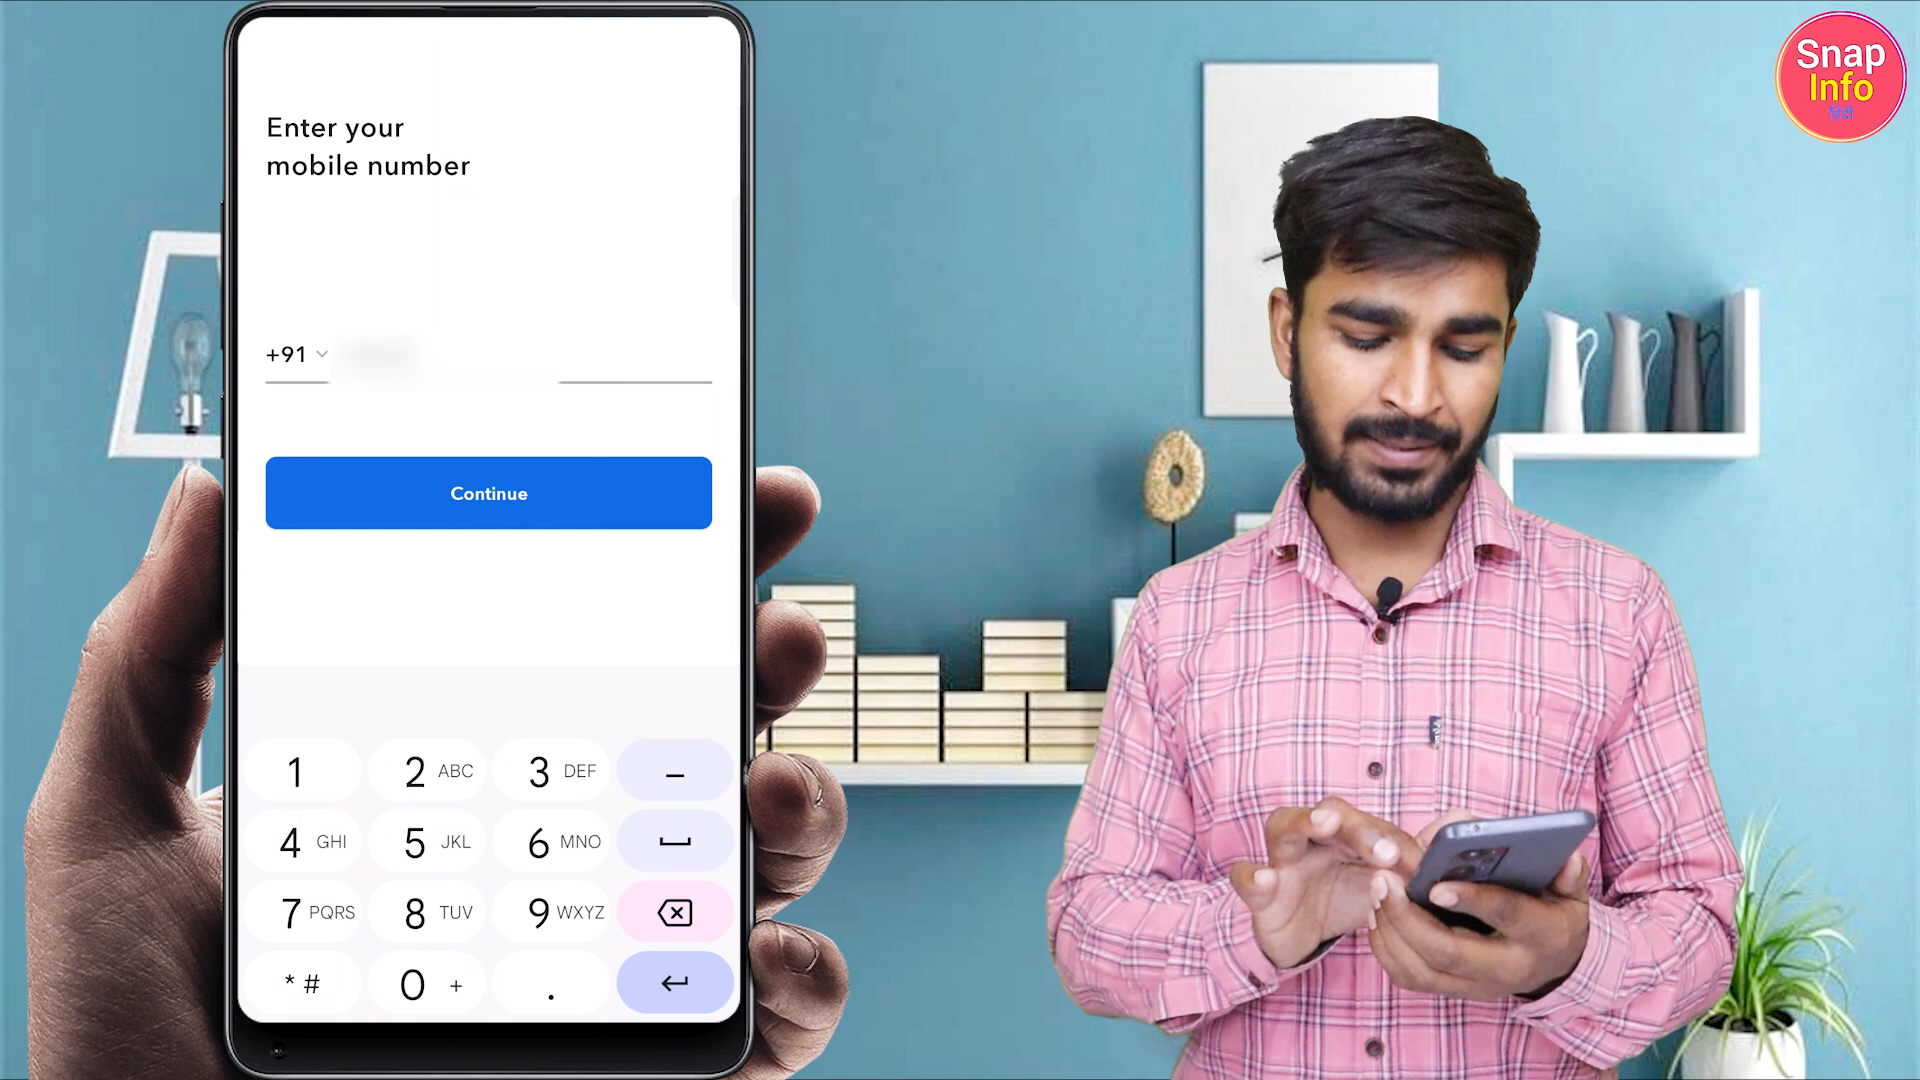 Enter your
mobile number
+91
Continue
1
2 ABC
3 DEF
–
4 GHI
5 JKL
6 MNO
7 PQRS
8 TUV
9 WXYZ
* #
0 +
.
Snap
Info
हिंदी